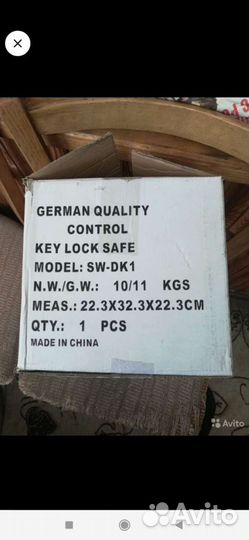 GERMAN QUALITY
CONTROL
KEY LOCK SAFE
MODEL: SW-DK1
N.W./G.W.: 10/11 KGS
MEAS.: 22.3X32.3X22.3CM
QTY.: 1 PCS
MADE IN CHINA
Avito
Avito